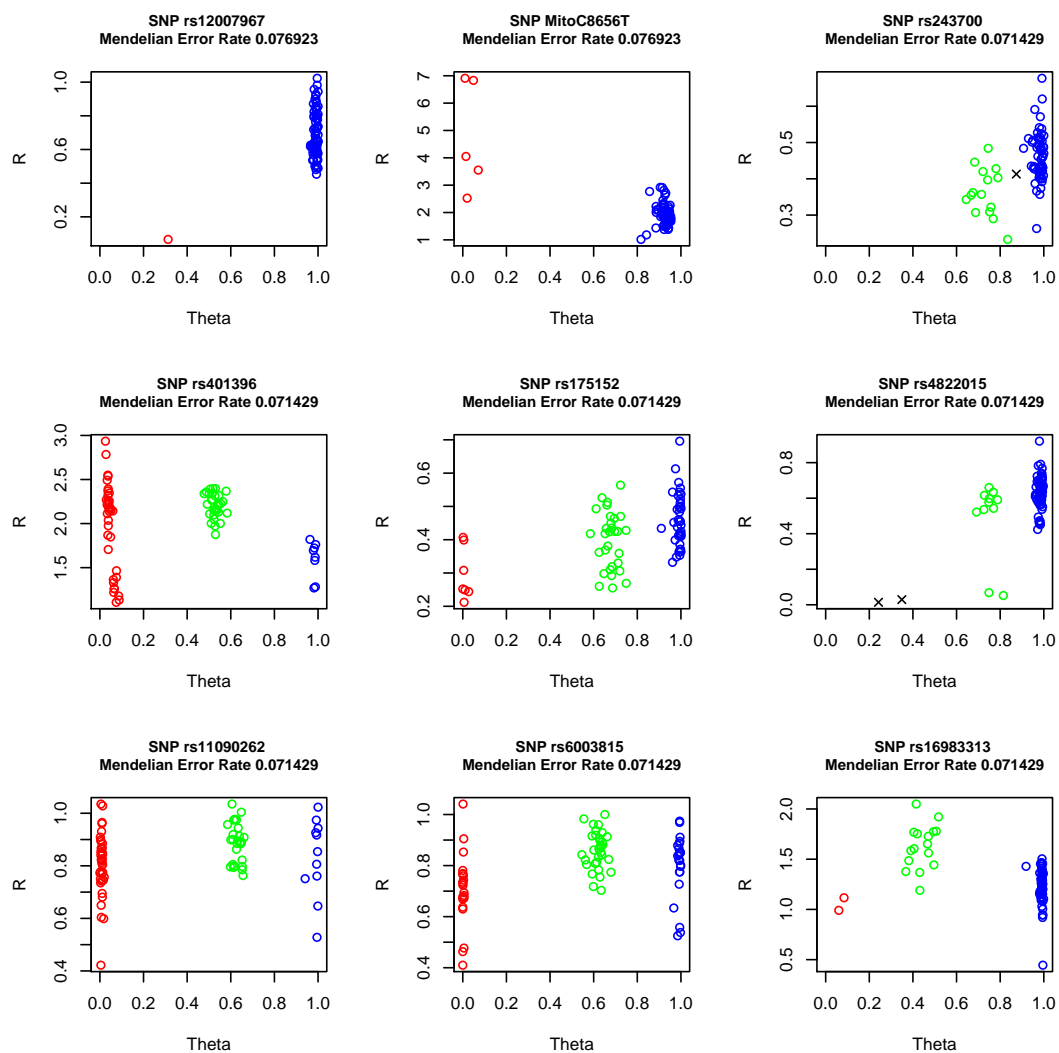 SNP rs12007967
Mendelian Error Rate 0.076923
R
0.2
0.6
1.0
0.0
0.2
0.4
0.6
0.8
1.0
Theta
SNP MitoC8656T
Mendelian Error Rate 0.076923
R
1
2
3
4
5
6
7
0.0
0.2
0.4
0.6
0.8
1.0
Theta
SNP rs243700
Mendelian Error Rate 0.071429
R
0.3
0.5
0.0
0.2
0.4
0.6
0.8
1.0
Theta
SNP rs401396
Mendelian Error Rate 0.071429
R
1.5
2.0
2.5
3.0
0.0
0.2
0.4
0.6
0.8
1.0
Theta
SNP rs175152
Mendelian Error Rate 0.071429
R
0.2
0.4
0.6
0.0
0.2
0.4
0.6
0.8
1.0
Theta
SNP rs4822015
Mendelian Error Rate 0.071429
R
0.0
0.4
0.8
0.0
0.2
0.4
0.6
0.8
1.0
Theta
SNP rs11090262
Mendelian Error Rate 0.071429
R
0.4
0.6
0.8
1.0
0.0
0.2
0.4
0.6
0.8
1.0
Theta
SNP rs6003815
Mendelian Error Rate 0.071429
R
0.4
0.6
0.8
1.0
0.0
0.2
0.4
0.6
0.8
1.0
Theta
SNP rs16983313
Mendelian Error Rate 0.071429
R
0.5
1.0
1.5
2.0
0.0
0.2
0.4
0.6
0.8
1.0
Theta